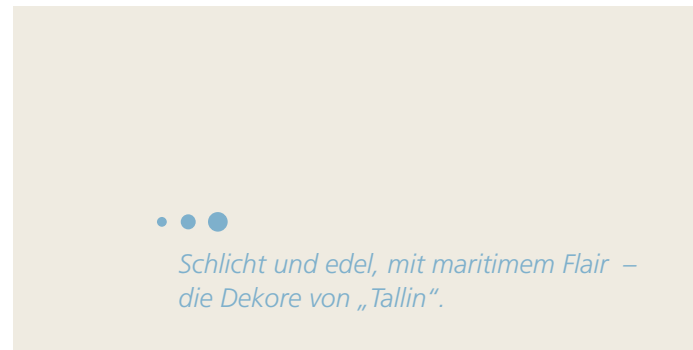 Schlicht und edel, mit maritimem Flair –
die Dekore von „Tallin“.